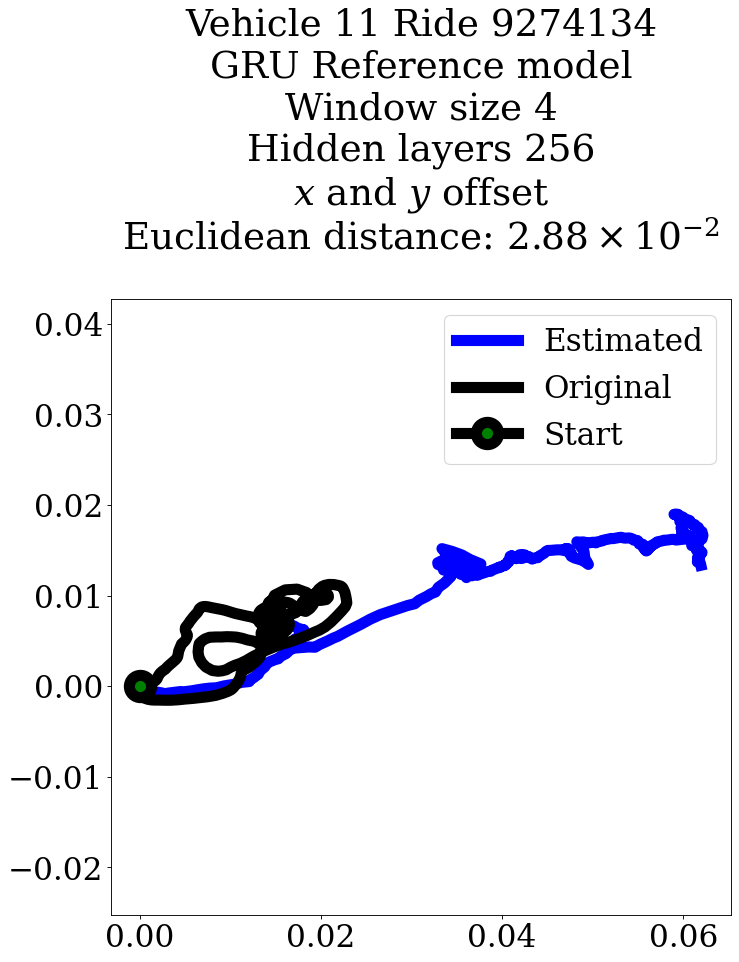 Vehicle 11 Ride 9274134
GRU Reference model
Window size 4
Hidden layers 256
x and y offset
Euclidean distance: 2.88 × 10⁻²
Estimated
Original
Start
0.04
0.03
0.02
0.01
0.00
−0.01
−0.02
0.00 0.02 0.04 0.06